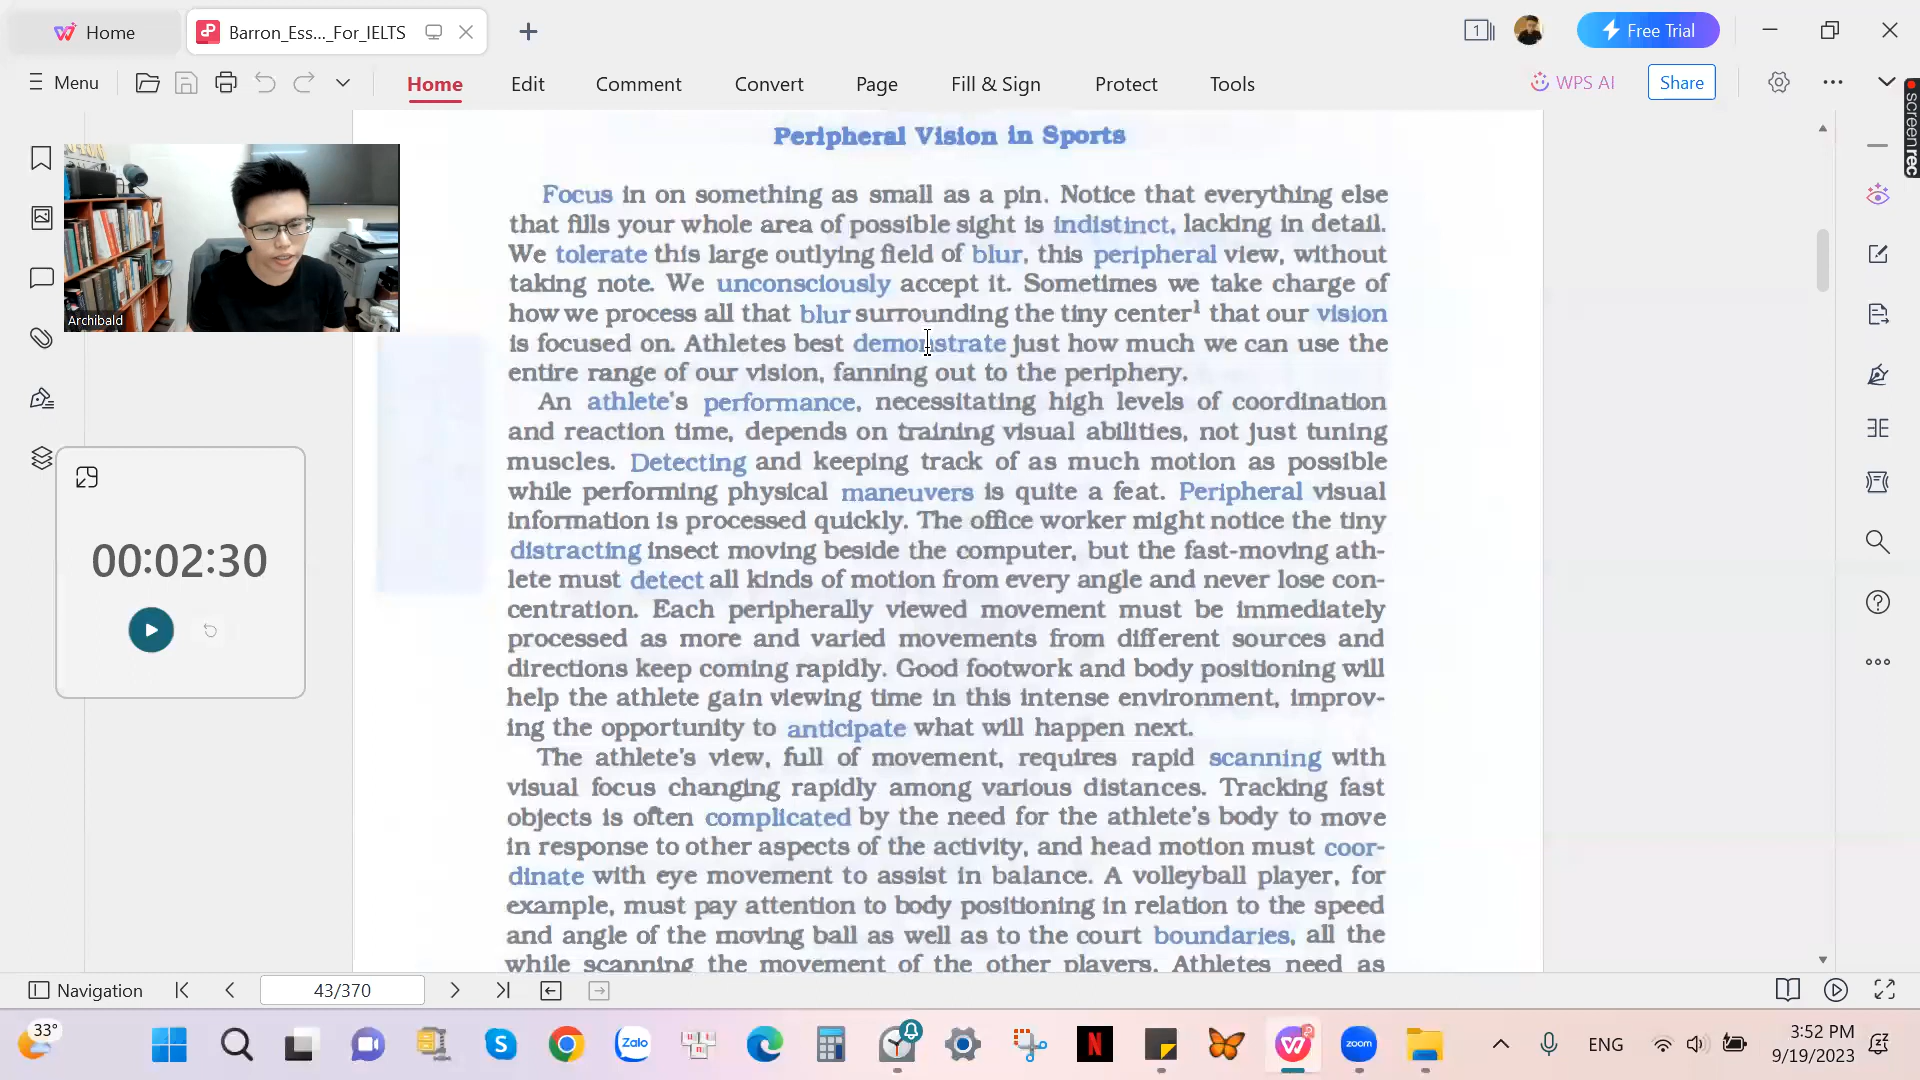 Home
Barron_Ess..._For_IELTS
1
Free Trial
Menu
Home
Edit
Comment
Convert
Page
Fill & Sign
Protect
Tools
WPS AI
Share
screenrec
Archibald
00:02:30
Peripheral Vision in Sports
Focus in on something as small as a pin. Notice that everything else
that fills your whole area of possible sight is indistinct, lacking in detail.
We tolerate this large outlying field of blur, this peripheral view, without
taking note. We unconsciously accept it. Sometimes we take charge of
how we process all that blur surrounding the tiny center¹ that our vision
is focused on. Athletes best demonstrate just how much we can use the
entire range of our vision, fanning out to the periphery.
An athlete's performance, necessitating high levels of coordination
and reaction time, depends on training visual abilities, not just tuning
muscles. Detecting and keeping track of as much motion as possible
while performing physical maneuvers is quite a feat. Peripheral visual
information is processed quickly. The office worker might notice the tiny
distracting insect moving beside the computer, but the fast-moving ath-
lete must detect all kinds of motion from every angle and never lose con-
centration. Each peripherally viewed movement must be immediately
processed as more and varied movements from different sources and
directions keep coming rapidly. Good footwork and body positioning will
help the athlete gain viewing time in this intense environment, improv-
ing the opportunity to anticipate what will happen next.
The athlete's view, full of movement, requires rapid scanning with
visual focus changing rapidly among various distances. Tracking fast
objects is often complicated by the need for the athlete's body to move
in response to other aspects of the activity, and head motion must coor-
dinate with eye movement to assist in balance. A volleyball player, for
example, must pay attention to body positioning in relation to the speed
and angle of the moving ball as well as to the court boundaries, all the
while scanning the movement of the other players. Athletes need as
Navigation
43/370
33°
Zalo
zoom
ENG
3:52 PM
9/19/2023